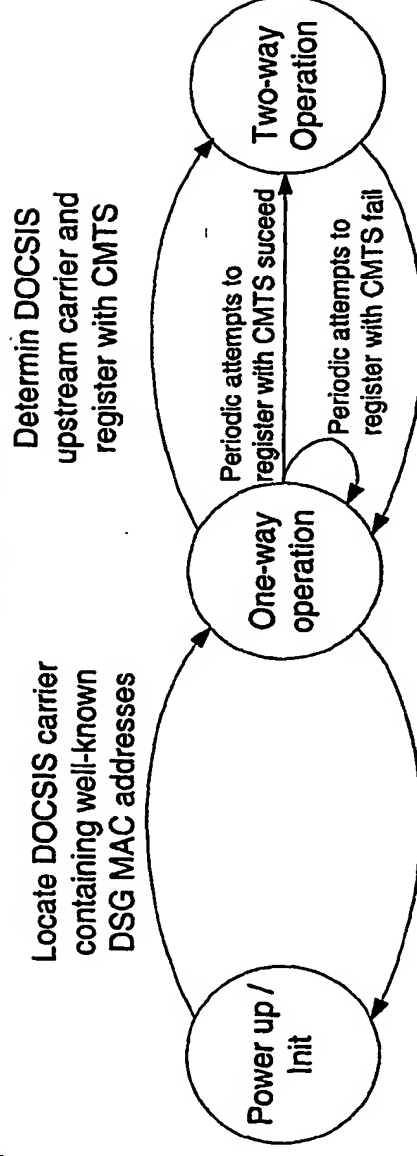 Locate DOCSIS carrier
containing well-known
DSG MAC addresses
Determin DOCSIS
upstream carrier and
register with CMTS
Power up /
Init
One-way
operation
Periodic attempts to
register with CMTS suceed
Periodic attempts to
register with CMTS fail
Two-way
Operation